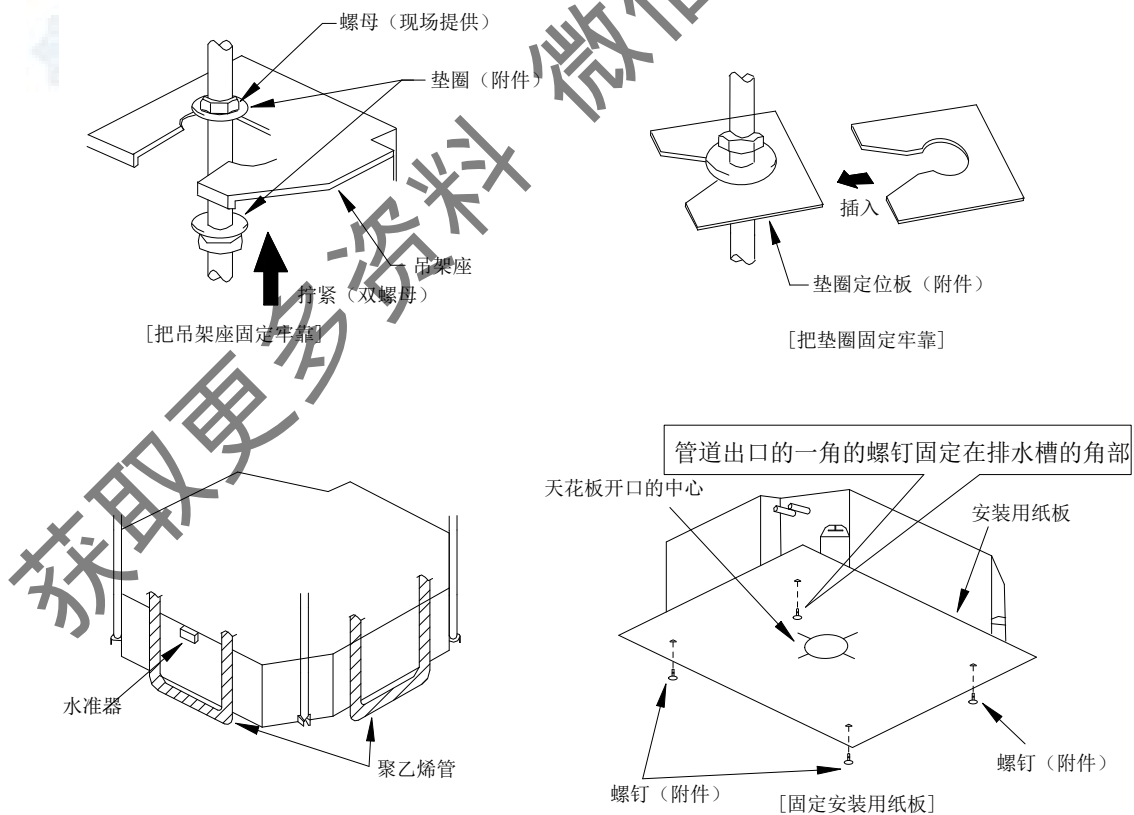 螺母（现场提供）
垫圈（附件）
吊架座
拧紧（双螺母）
[把吊架座固定牢靠]
插入
垫圈定位板（附件）
[把垫圈固定牢靠]
获取更多资料 微信
水准器
聚乙烯管
管道出口的一角的螺钉固定在排水槽的角部
天花板开口的中心
安装用纸板
螺钉（附件）
螺钉（附件）
[固定安装用纸板]